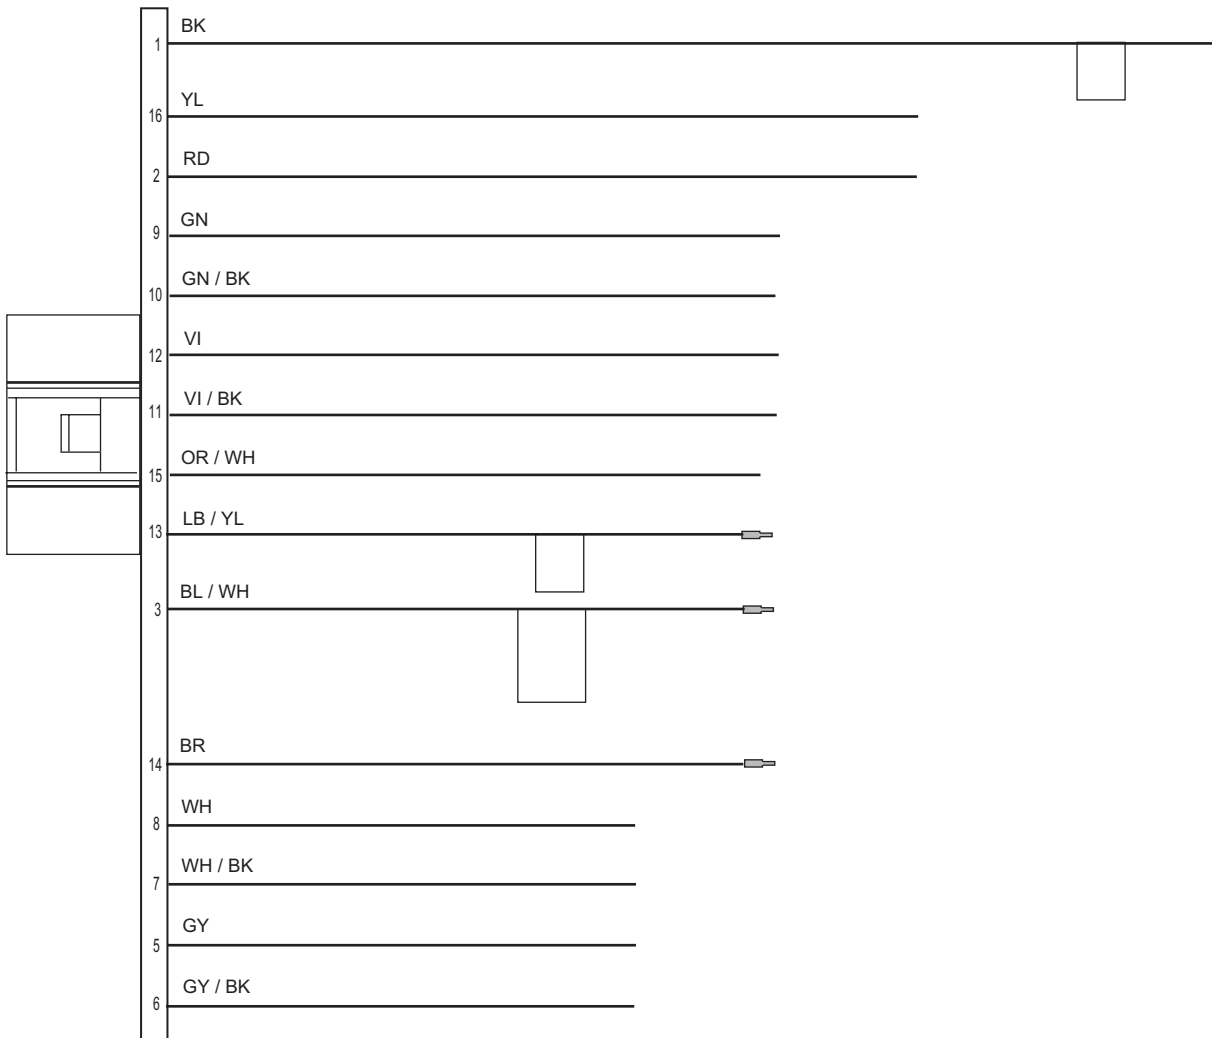 BK
1
YL
16
RD
2
GN
9
GN / BK
10
VI
12
VI / BK
11
OR / WH
15
LB / YL
13
BL / WH
3
BR
14
WH
8
WH / BK
7
GY
5
GY / BK
6